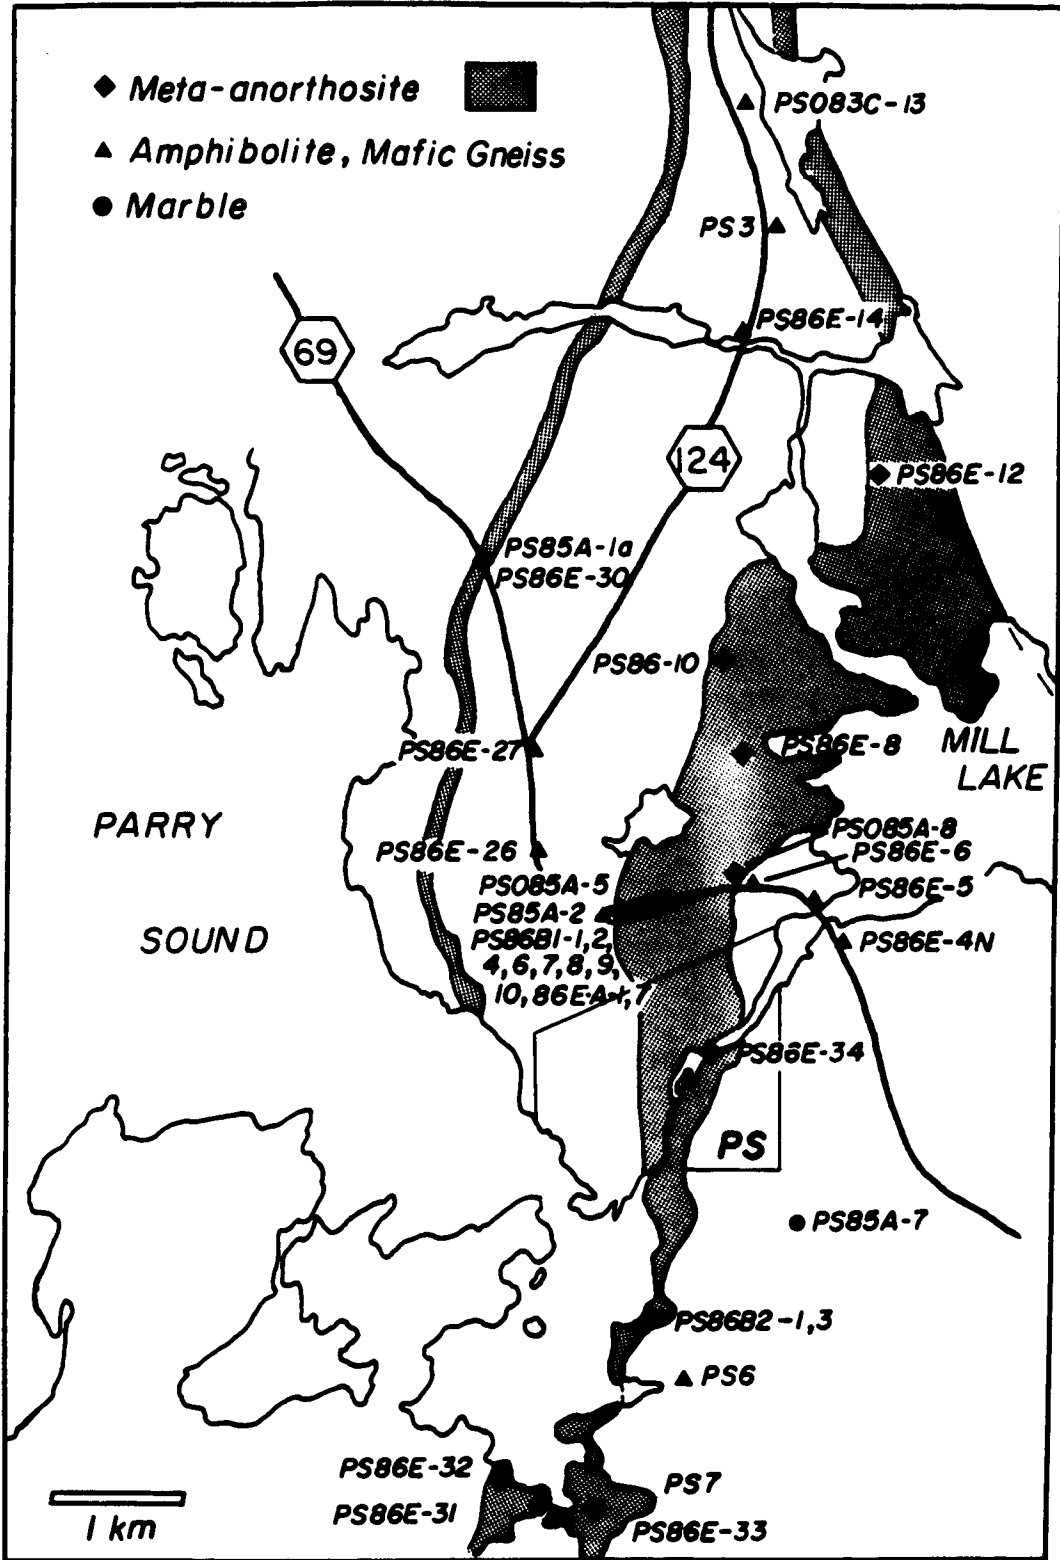 Meta-anorthosite
Amphibolite, Mafic Gneiss
Marble
PS083C-13
PS3
PS86E-14
69
124
PS86E-12
PS85A-1a
PS86E-30
PS86-10
PS86E-27
PS86E-8
MILL
LAKE
PARRY
SOUND
PS085A-8
PS86E-26
PS86E-6
PS085A-5
PS86E-5
PS85A-2
PS86B1-1,2,
4,6,7,8,9,
10,86E-A-1,7
PS86E-4N
PS86E-34
PS
PS85A-7
PS86B2-1,3
PS6
PS86E-32
PS86E-31
PS7
PS86E-33
1 km